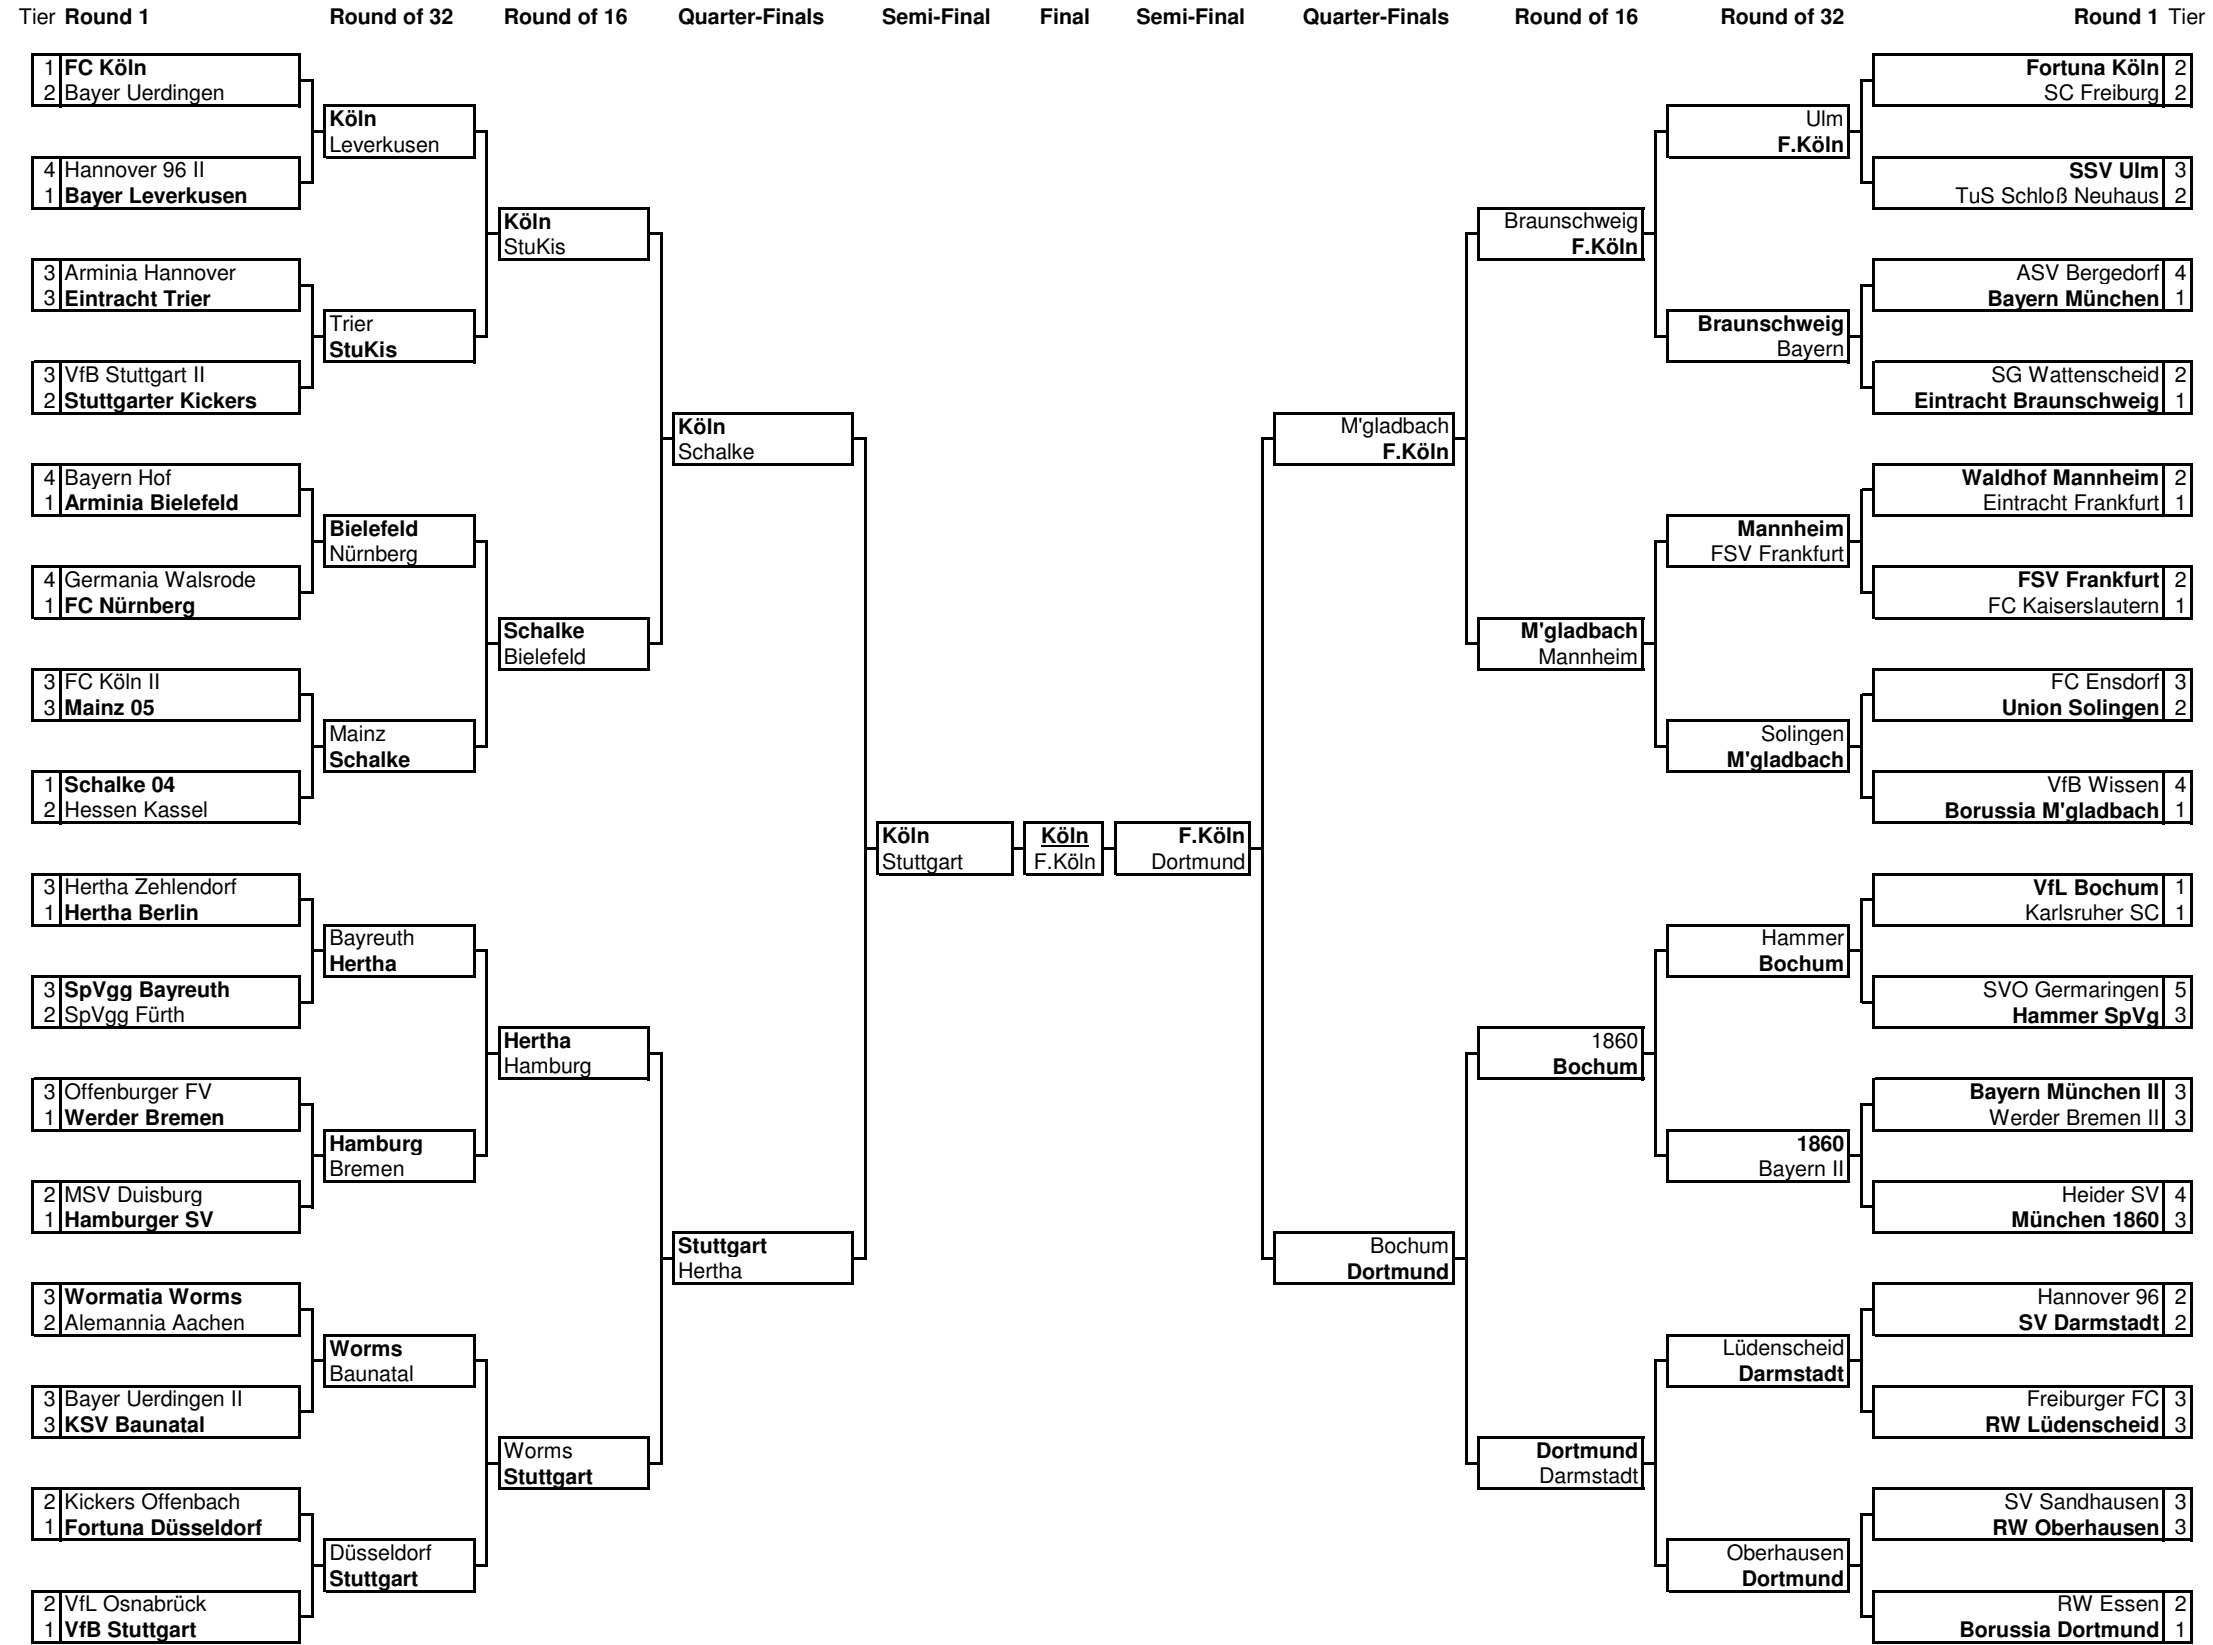 Tier Round 1 Round of 32 Round of 16 Quarter-Finals Semi-Final Final Semi-Final Quarter-Finals Round of 16 Round of 32 Round 1 Tier
1 FC Köln
2 Bayer Uerdingen
Köln
Leverkusen
4 Hannover 96 II
1 Bayer Leverkusen
Köln
StuKis
3 Arminia Hannover
3 Eintracht Trier
Trier
StuKis
3 VfB Stuttgart II
2 Stuttgarter Kickers
Köln
Schalke
4 Bayern Hof
1 Arminia Bielefeld
Bielefeld
Nürnberg
4 Germania Walsrode
1 FC Nürnberg
Schalke
Bielefeld
3 FC Köln II
3 Mainz 05
Mainz
Schalke
1 Schalke 04
2 Hessen Kassel
Köln
Stuttgart
3 Hertha Zehlendorf
1 Hertha Berlin
Bayreuth
Hertha
3 SpVgg Bayreuth
2 SpVgg Fürth
Hertha
Hamburg
3 Offenburger FV
1 Werder Bremen
Hamburg
Bremen
2 MSV Duisburg
1 Hamburger SV
Stuttgart
Hertha
3 Wormatia Worms
2 Alemannia Aachen
Worms
Baunatal
3 Bayer Uerdingen II
3 KSV Baunatal
Worms
Stuttgart
2 Kickers Offenbach
1 Fortuna Düsseldorf
Düsseldorf
Stuttgart
2 VfL Osnabrück
1 VfB Stuttgart
Köln
F.Köln
F.Köln
Dortmund
Fortuna Köln 2
SC Freiburg 2
Ulm
F.Köln
SSV Ulm 3
TuS Schloß Neuhaus 2
Braunschweig
F.Köln
ASV Bergedorf 4
Bayern München 1
Braunschweig
Bayern
SG Wattenscheid 2
Eintracht Braunschweig 1
M'gladbach
F.Köln
Waldhof Mannheim 2
Eintracht Frankfurt 1
Mannheim
FSV Frankfurt
FSV Frankfurt 2
FC Kaiserslautern 1
M'gladbach
Mannheim
FC Ensdorf 3
Union Solingen 2
Solingen
M'gladbach
VfB Wissen 4
Borussia M'gladbach 1
VfL Bochum 1
Karlsruher SC 1
Hammer
Bochum
SVO Germaringen 5
Hammer SpVg 3
1860
Bochum
Bayern München II 3
Werder Bremen II 3
1860
Bayern II
Heider SV 4
München 1860 3
Bochum
Dortmund
Hannover 96 2
SV Darmstadt 2
Lüdenscheid
Darmstadt
Freiburger FC 3
RW Lüdenscheid 3
Dortmund
Darmstadt
SV Sandhausen 3
RW Oberhausen 3
Oberhausen
Dortmund
RW Essen 2
Borussia Dortmund 1